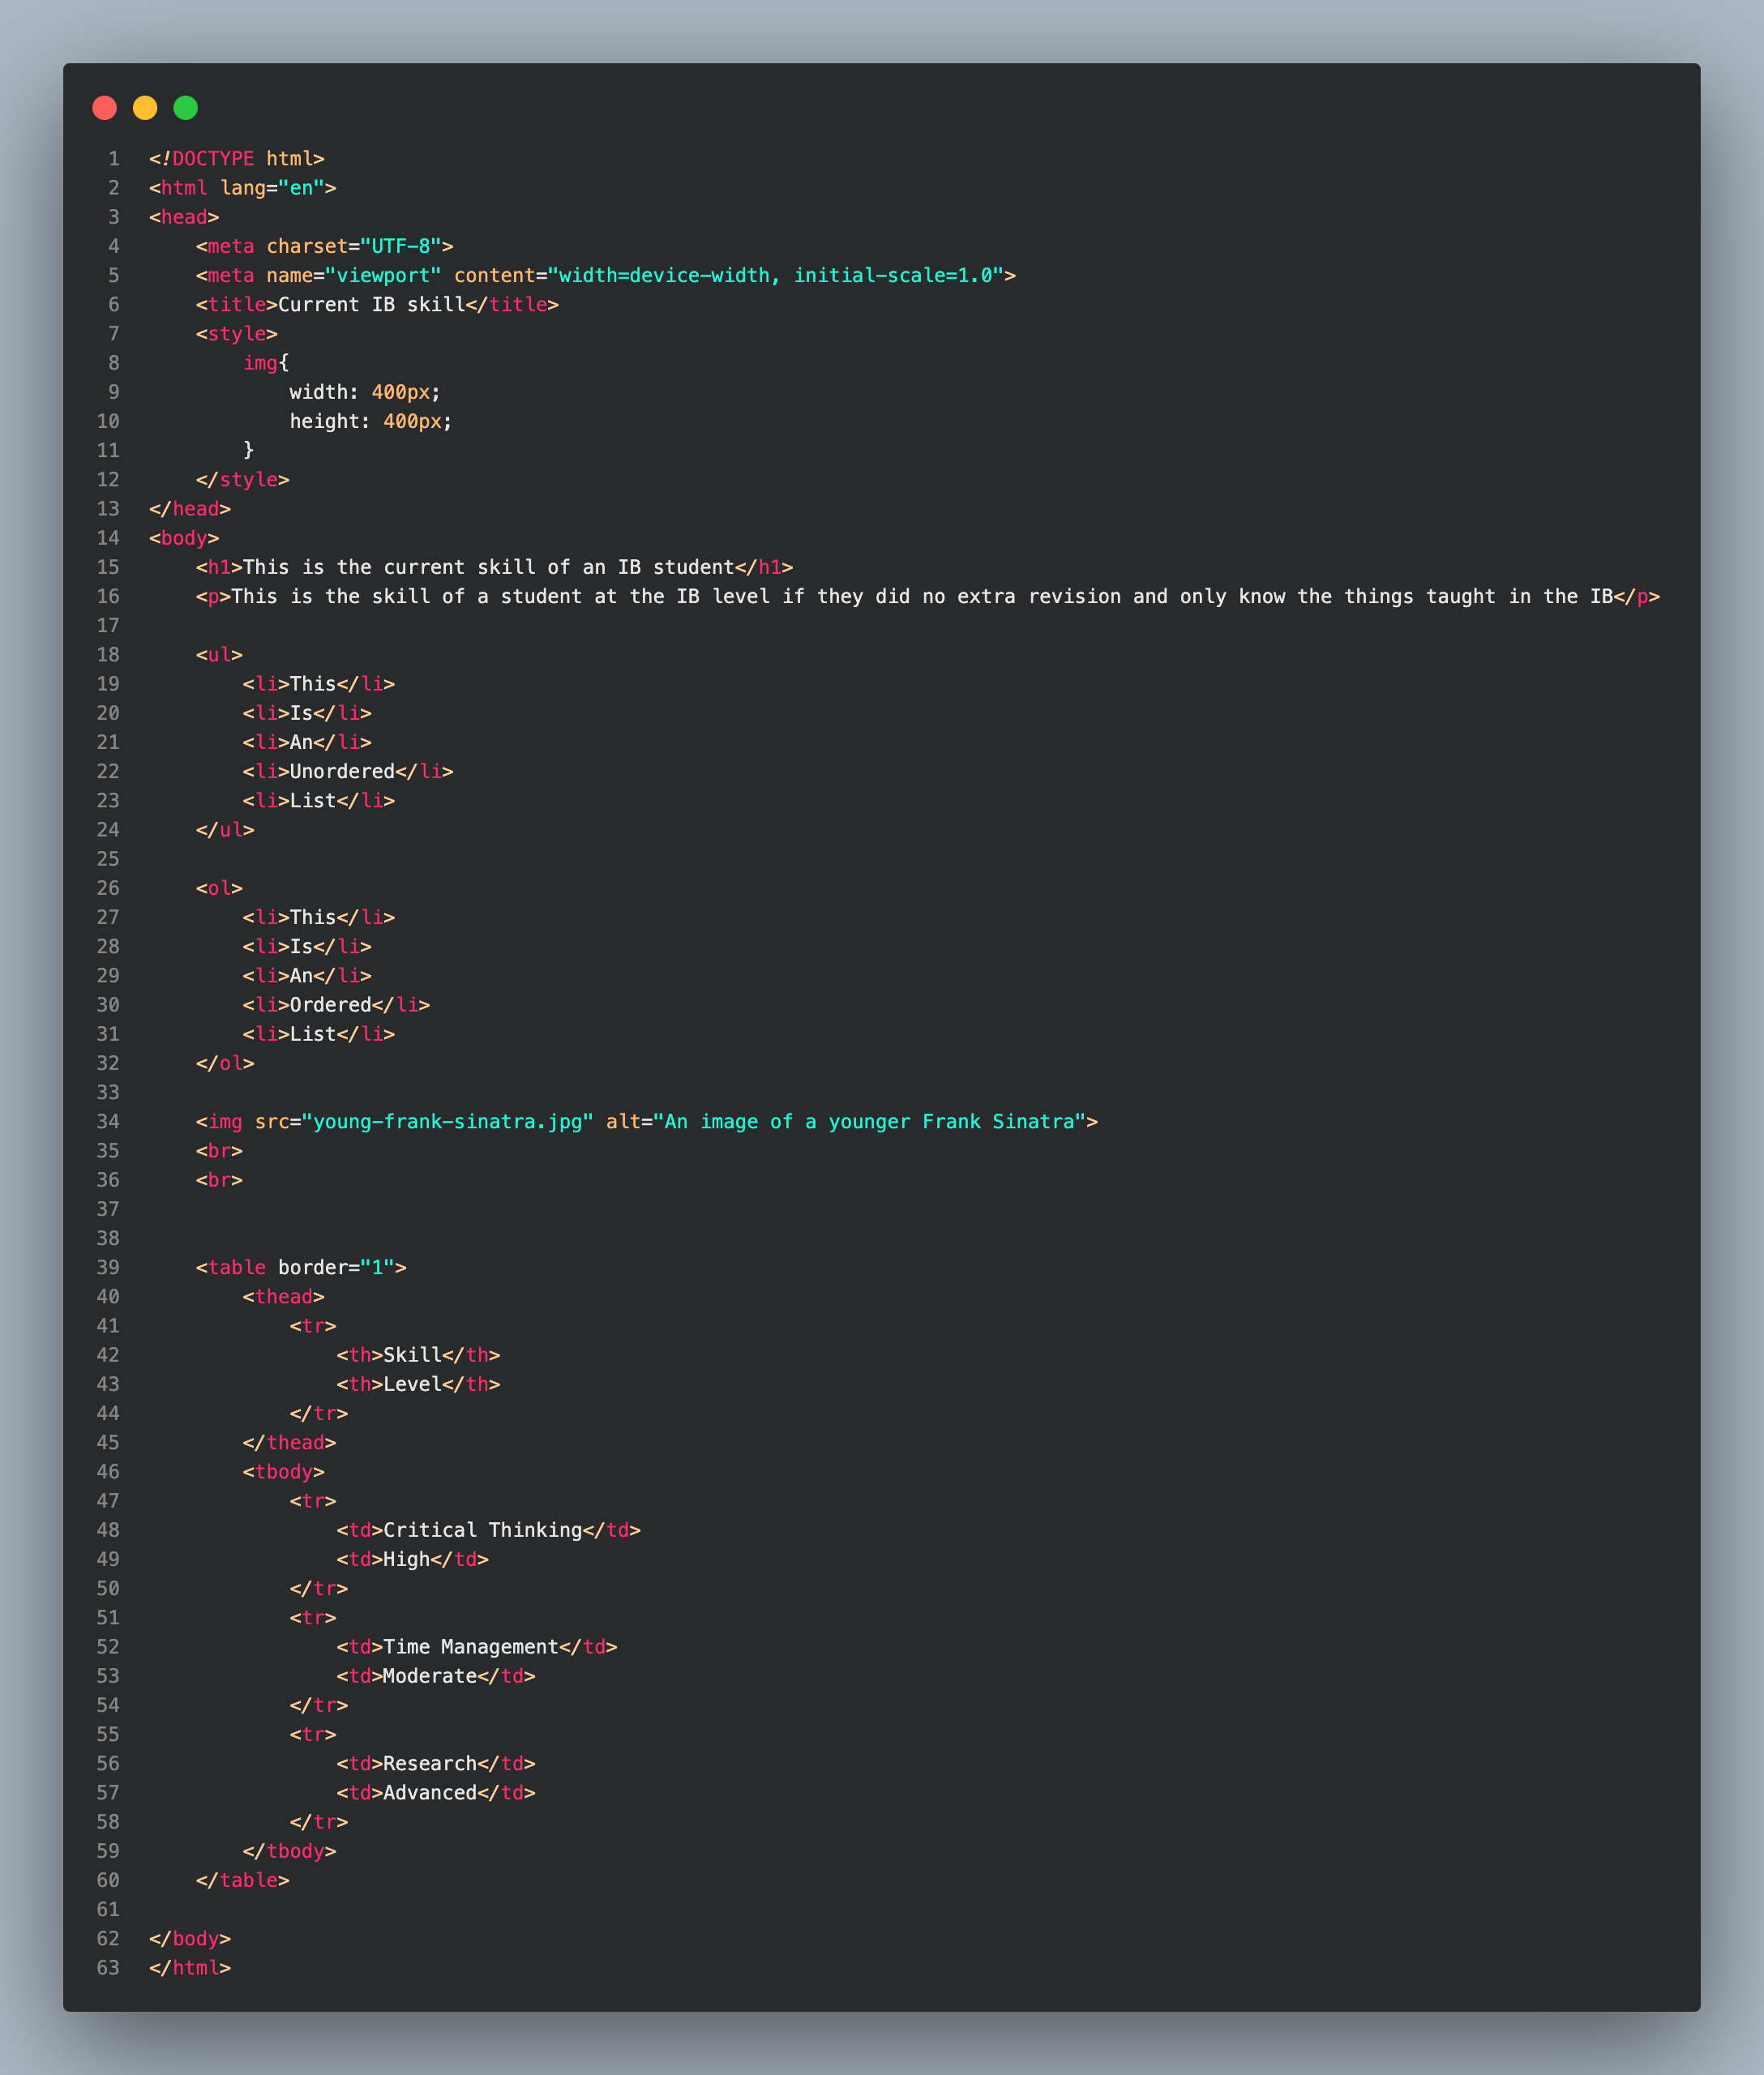 1 <!DOCTYPE html>
2 <html lang="en">
3 <head>
4     <meta charset="UTF-8">
5     <meta name="viewport" content="width=device-width, initial-scale=1.0">
6     <title>Current IB skill</title>
7     <style>
8         img{
9             width: 400px;
10             height: 400px;
11         }
12     </style>
13 </head>
14 <body>
15     <h1>This is the current skill of an IB student</h1>
16     <p>This is the skill of a student at the IB level if they did no extra revision and only know the things taught in the IB</p>
17
18     <ul>
19         <li>This</li>
20         <li>Is</li>
21         <li>An</li>
22         <li>Unordered</li>
23         <li>List</li>
24     </ul>
25
26     <ol>
27         <li>This</li>
28         <li>Is</li>
29         <li>An</li>
30         <li>Ordered</li>
31         <li>List</li>
32     </ol>
33
34     <img src="young-frank-sinatra.jpg" alt="An image of a younger Frank Sinatra">
35     <br>
36     <br>
37
38
39     <table border="1">
40         <thead>
41             <tr>
42                 <th>Skill</th>
43                 <th>Level</th>
44             </tr>
45         </thead>
46         <tbody>
47             <tr>
48                 <td>Critical Thinking</td>
49                 <td>High</td>
50             </tr>
51             <tr>
52                 <td>Time Management</td>
53                 <td>Moderate</td>
54             </tr>
55             <tr>
56                 <td>Research</td>
57                 <td>Advanced</td>
58             </tr>
59         </tbody>
60     </table>
61
62 </body>
63 </html>